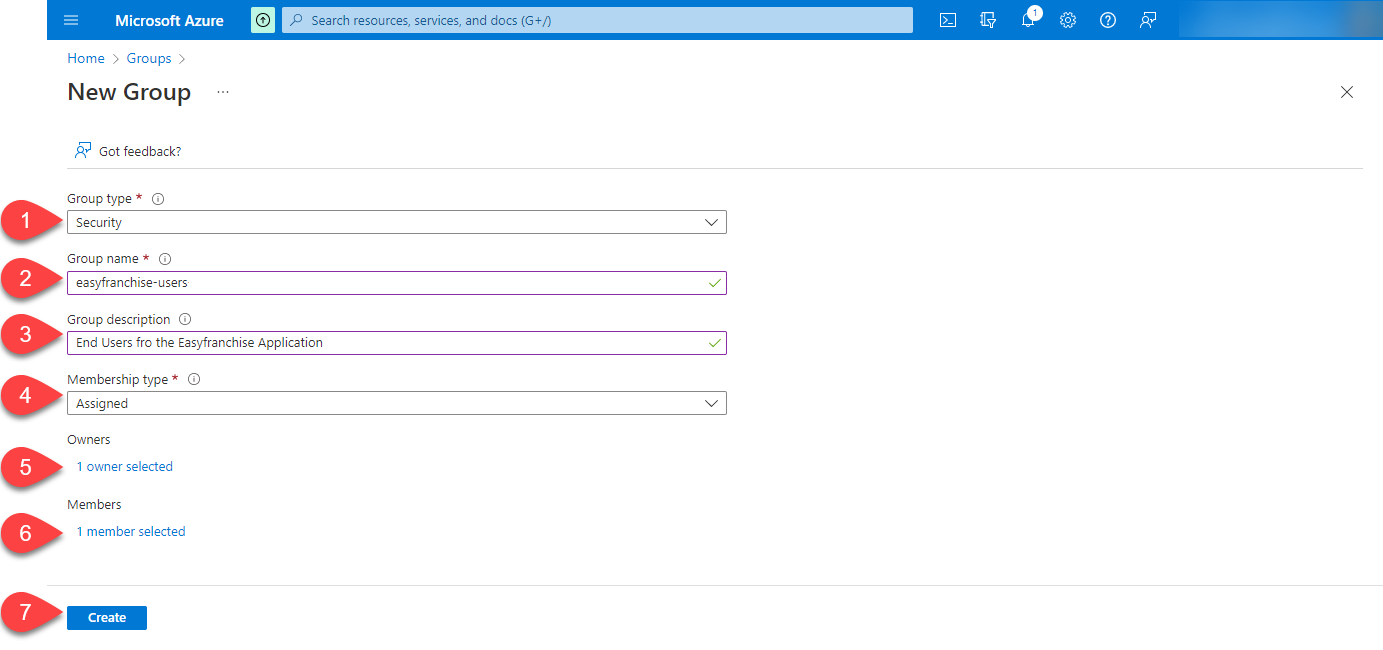 Microsoft Azure
Search resources, services, and docs (G+/)
1
Home > Groups >
New Group ...
Got feedback?
Group type *
1
Security
Group name *
2
easyfranchise-users
Group description
3
End Users fro the Easyfranchise Application
Membership type *
4
Assigned
Owners
5
1 owner selected
Members
6
1 member selected
7
Create